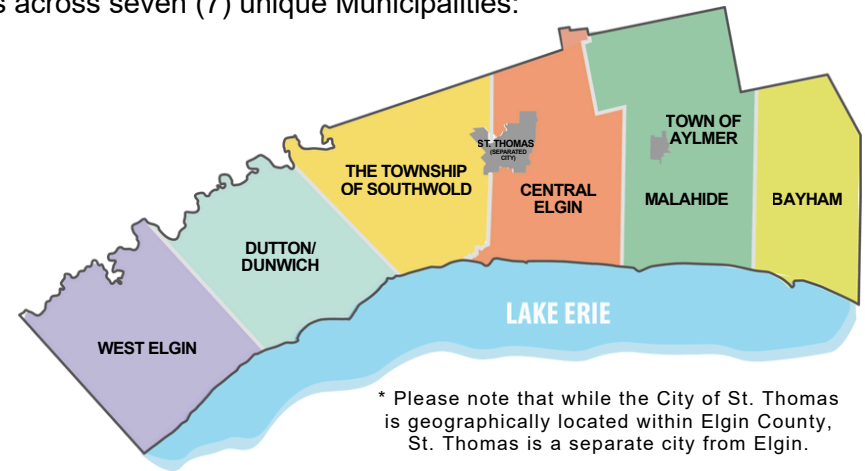 s across seven (7) unique Municipalities:
TOWN OF
AYLMER
ST. THOMAS
(SEPARATED
CITY)
THE TOWNSHIP
OF SOUTHWOLD
CENTRAL
ELGIN
MALAHIDE
BAYHAM
DUTTON/
DUNWICH
LAKE ERIE
WEST ELGIN
* Please note that while the City of St. Thomas
is geographically located within Elgin County,
St. Thomas is a separate city from Elgin.